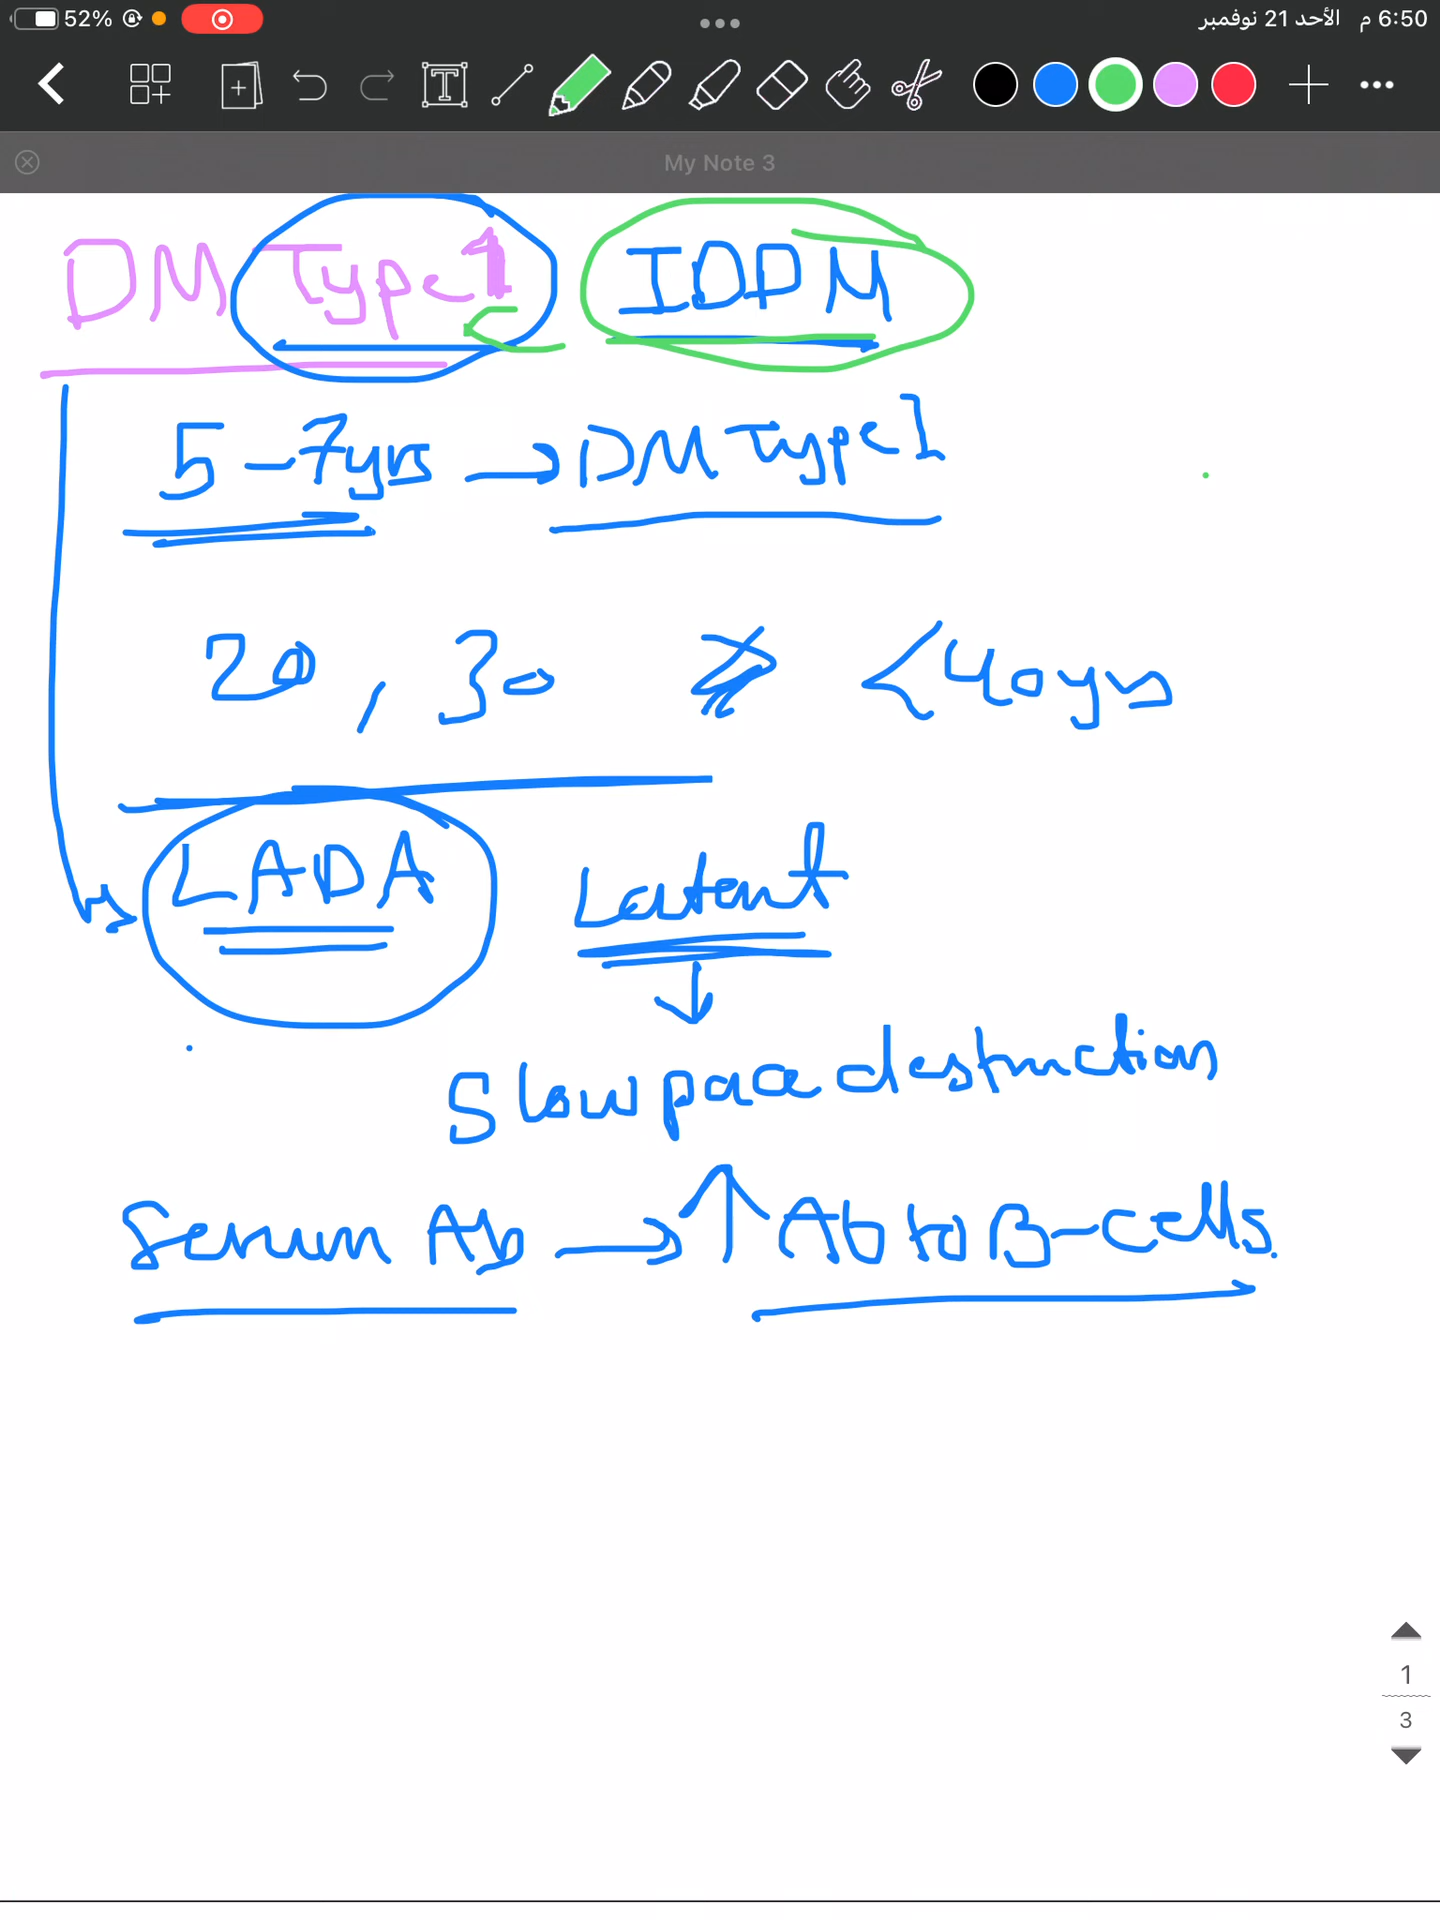 52% 6:50 م الأحد 21 نوفمبر
My Note 3
DM Type 1 IDDM
5-7yrs → DM Type 1
20, 30 <40yrs
LADA Latent
↓
Slow pace destruction
Serum Ab → ↑ Ab to B-cells.
1
3